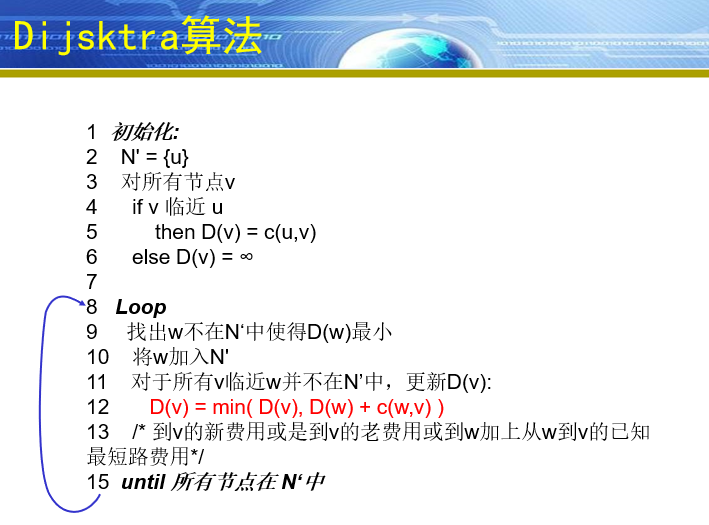 Dijsktra算法
1 初始化:
2 N' = {u}
3 对所有节点v
4 if v 临近 u
5 then D(v) = c(u,v)
6 else D(v) = ∞
7
8 Loop
9 找出w不在N‘中使得D(w)最小
10 将w加入N'
11 对于所有v临近w并不在N’中，更新D(v):
12 D(v) = min( D(v), D(w) + c(w,v) )
13 /* 到v的新费用或是到v的老费用或到w加上从w到v的已知
最短路费用*/
15 until 所有节点在 N‘中